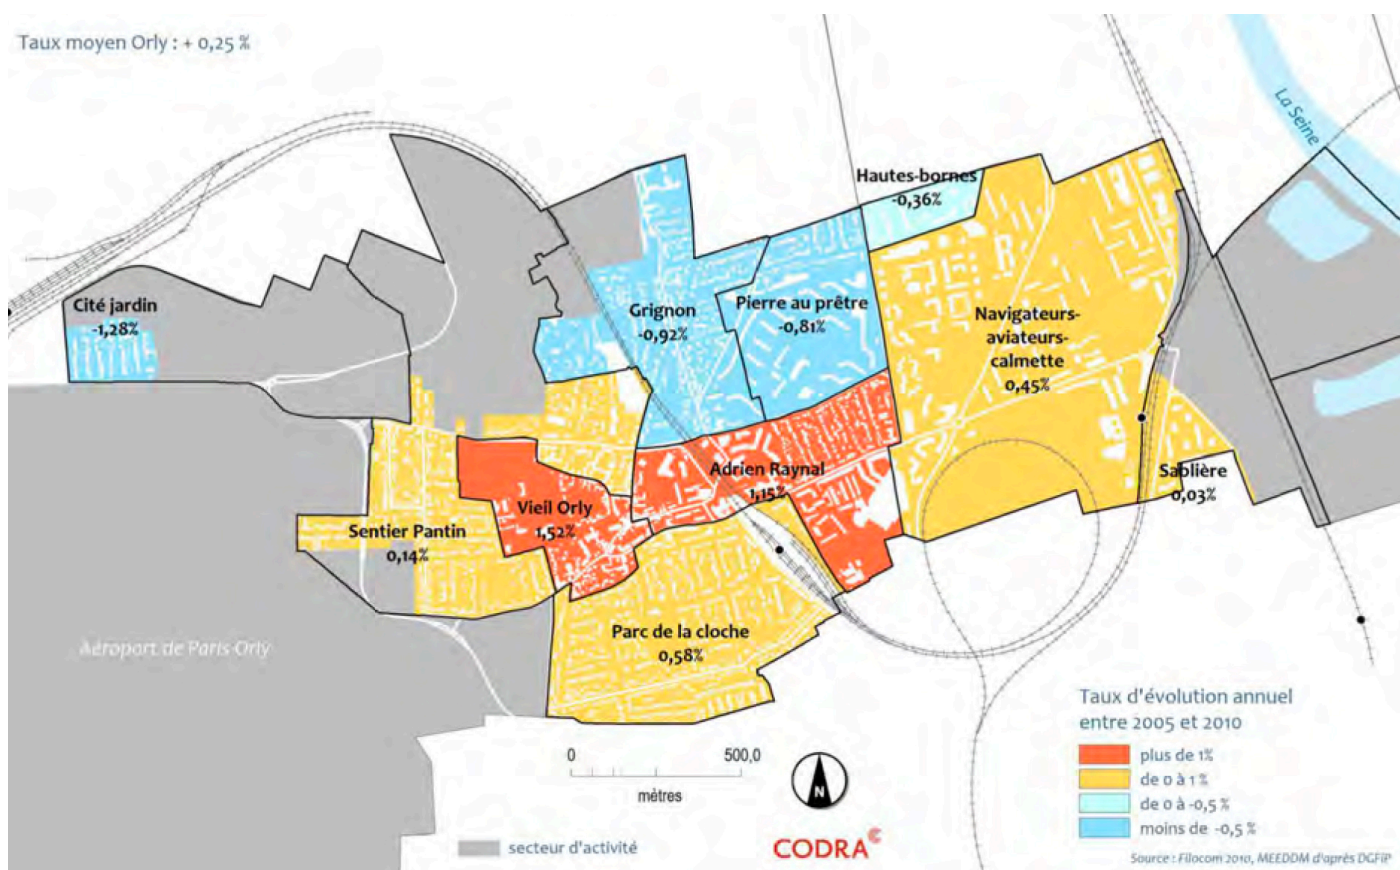 Taux moyen Orly : + 0,25 %
La Seine
Hautes-bornes
-0,36%
Cité jardin
-1,28%
Grignon
-0,92%
Pierre au prêtre
-0,81%
Navigateurs-
aviateurs-
calmette
0,45%
Adrien Raynal
1,15%
Sablière
0,03%
Vieil Orly
1,52%
Sentier Pantin
0,14%
Parc de la cloche
0,58%
Aéroport de Paris Orly
Taux d'évolution annuel
entre 2005 et 2010
plus de 1%
de 0 à 1 %
de 0 à -0,5 %
moins de -0,5 %
0 500,0
mètres
N
CODRA
secteur d'activité
Source : Filocom 2010, MEEDDM d'après DGFiP